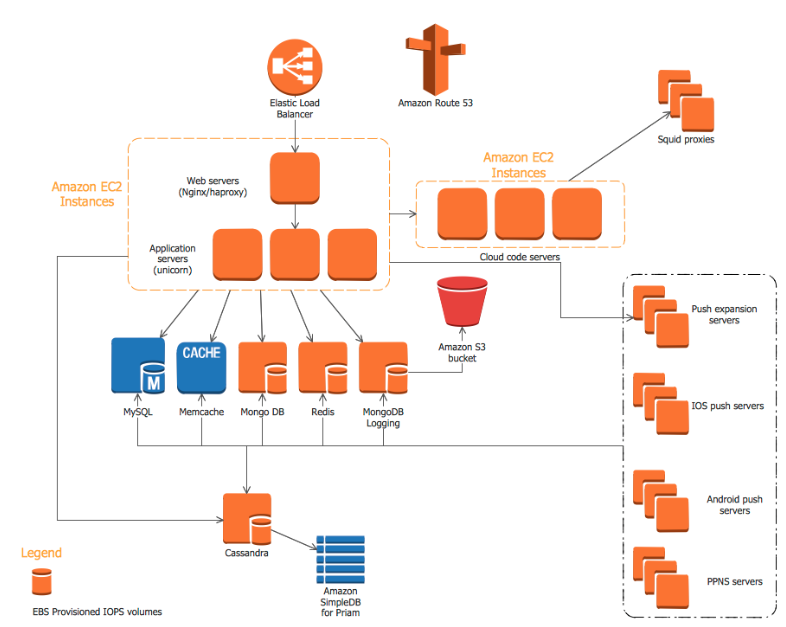 Elastic Load
Balancer
Amazon Route 53
Squid proxies
Amazon EC2
Instances
Web servers
(Nginx/haproxy)
Amazon EC2
Instances
Application
servers
(unicorn)
Cloud code servers
Amazon S3
bucket
Push expansion
servers
CACHE
M
MySQL
Memcache
Mongo DB
Redis
MongoDB
Logging
IOS push servers
Android push
servers
Cassandra
Amazon
SimpleDB
for Priam
PPNS servers
Legend
EBS Provisioned IOPS volumes